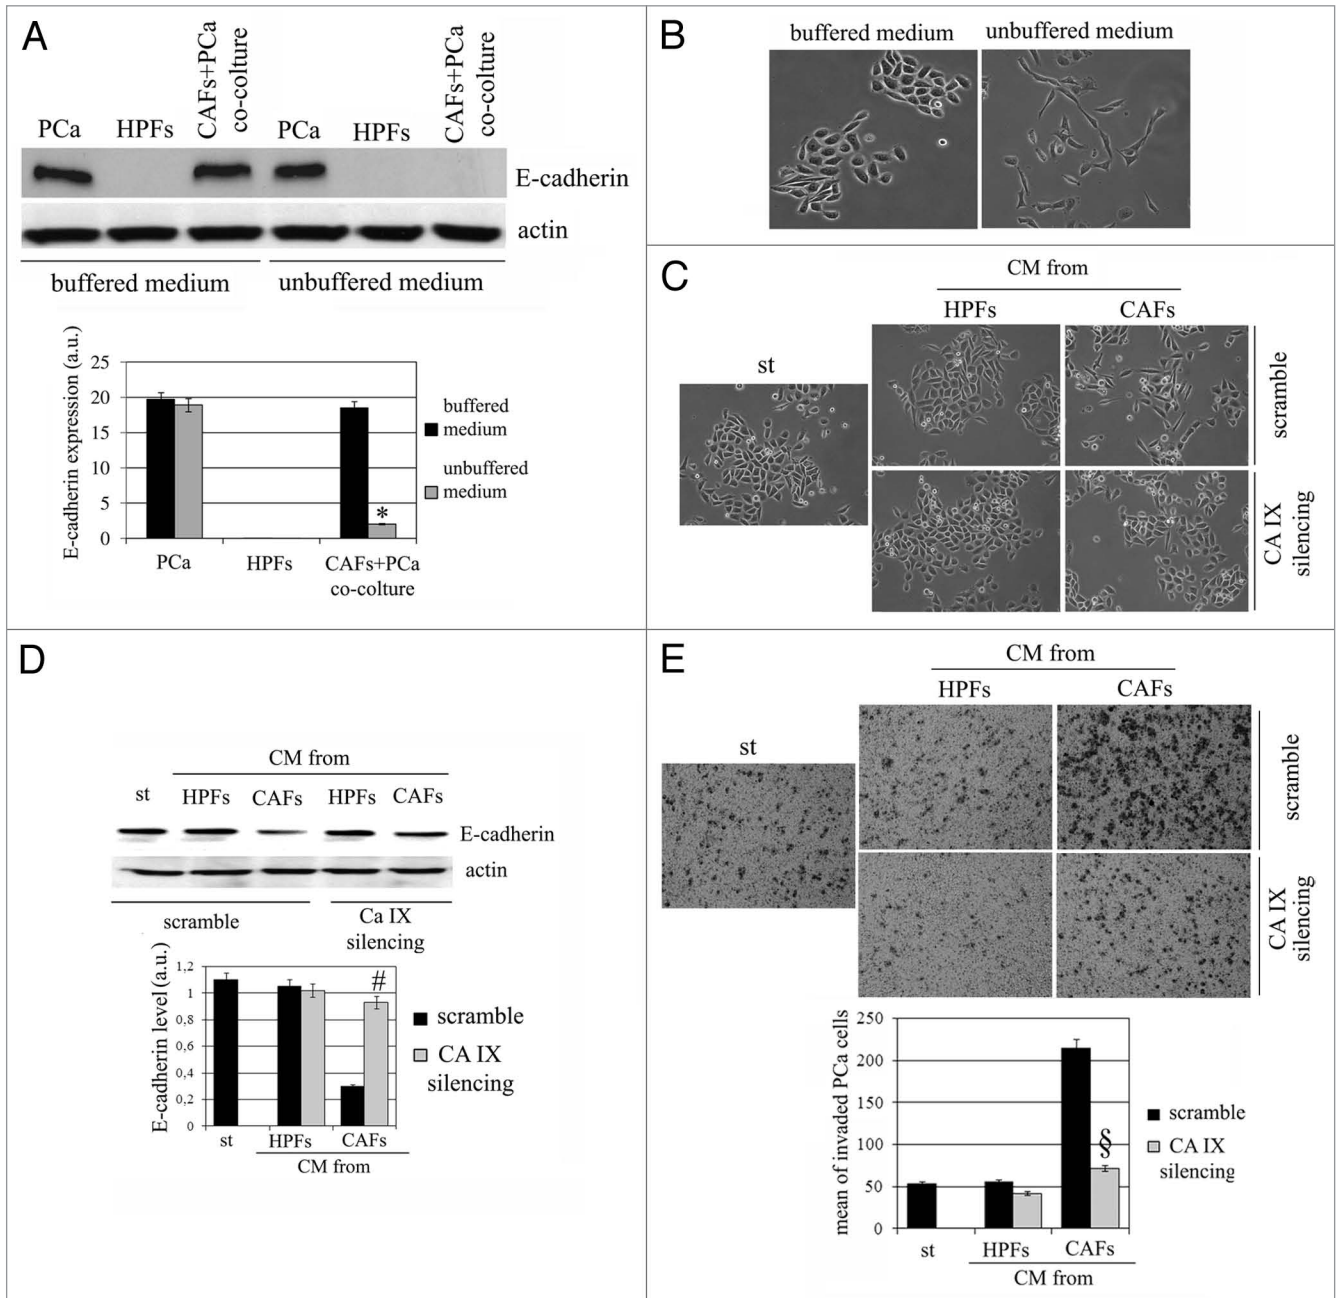 A
PCa
HPFs
CAFs+PCa
co-colture
PCa
HPFs
CAFs+PCa
co-colture
E-cadherin
actin
buffered medium
unbuffered medium
E-cadherin expression (a.u.)
25
20
15
10
5
0
PCa
HPFs
CAFs+PCa
co-colture
buffered
medium
unbuffered
medium
*
B
buffered medium
unbuffered medium
C
CM from
HPFs
CAFs
st
scramble
CA IX
silencing
D
CM from
st
HPFs
CAFs
HPFs
CAFs
E-cadherin
actin
scramble
Ca IX
silencing
E-cadherin level (a.u.)
1,2
1
0,8
0,6
0,4
0,2
0
#
st
HPFs
CAFs
CM from
scramble
CA IX
silencing
E
CM from
HPFs
CAFs
st
scramble
CA IX
silencing
mean of invaded PCa cells
250
200
150
100
50
0
§
st
HPFs
CAFs
CM from
scramble
CA IX
silencing